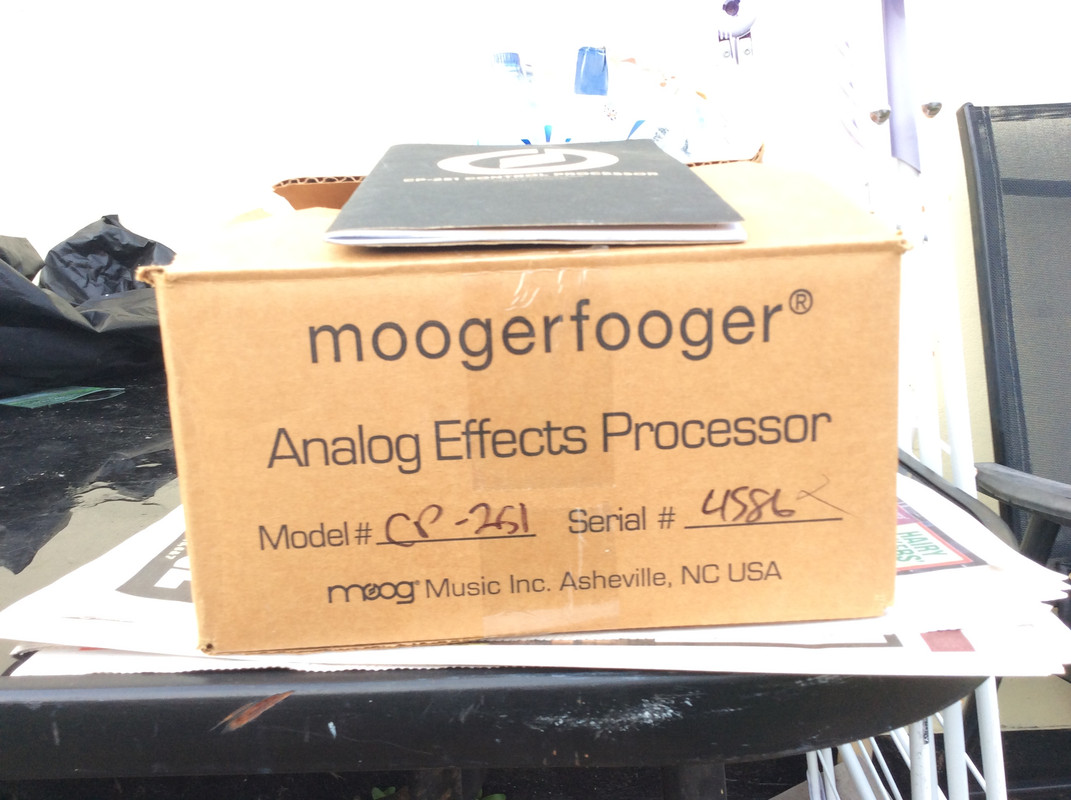 CP-251 CONTROL PROCESSOR
moogerfooger®
Analog Effects Processor
Model # CP-251 Serial # 4586
moog® Music Inc. Asheville, NC USA
HAIRY